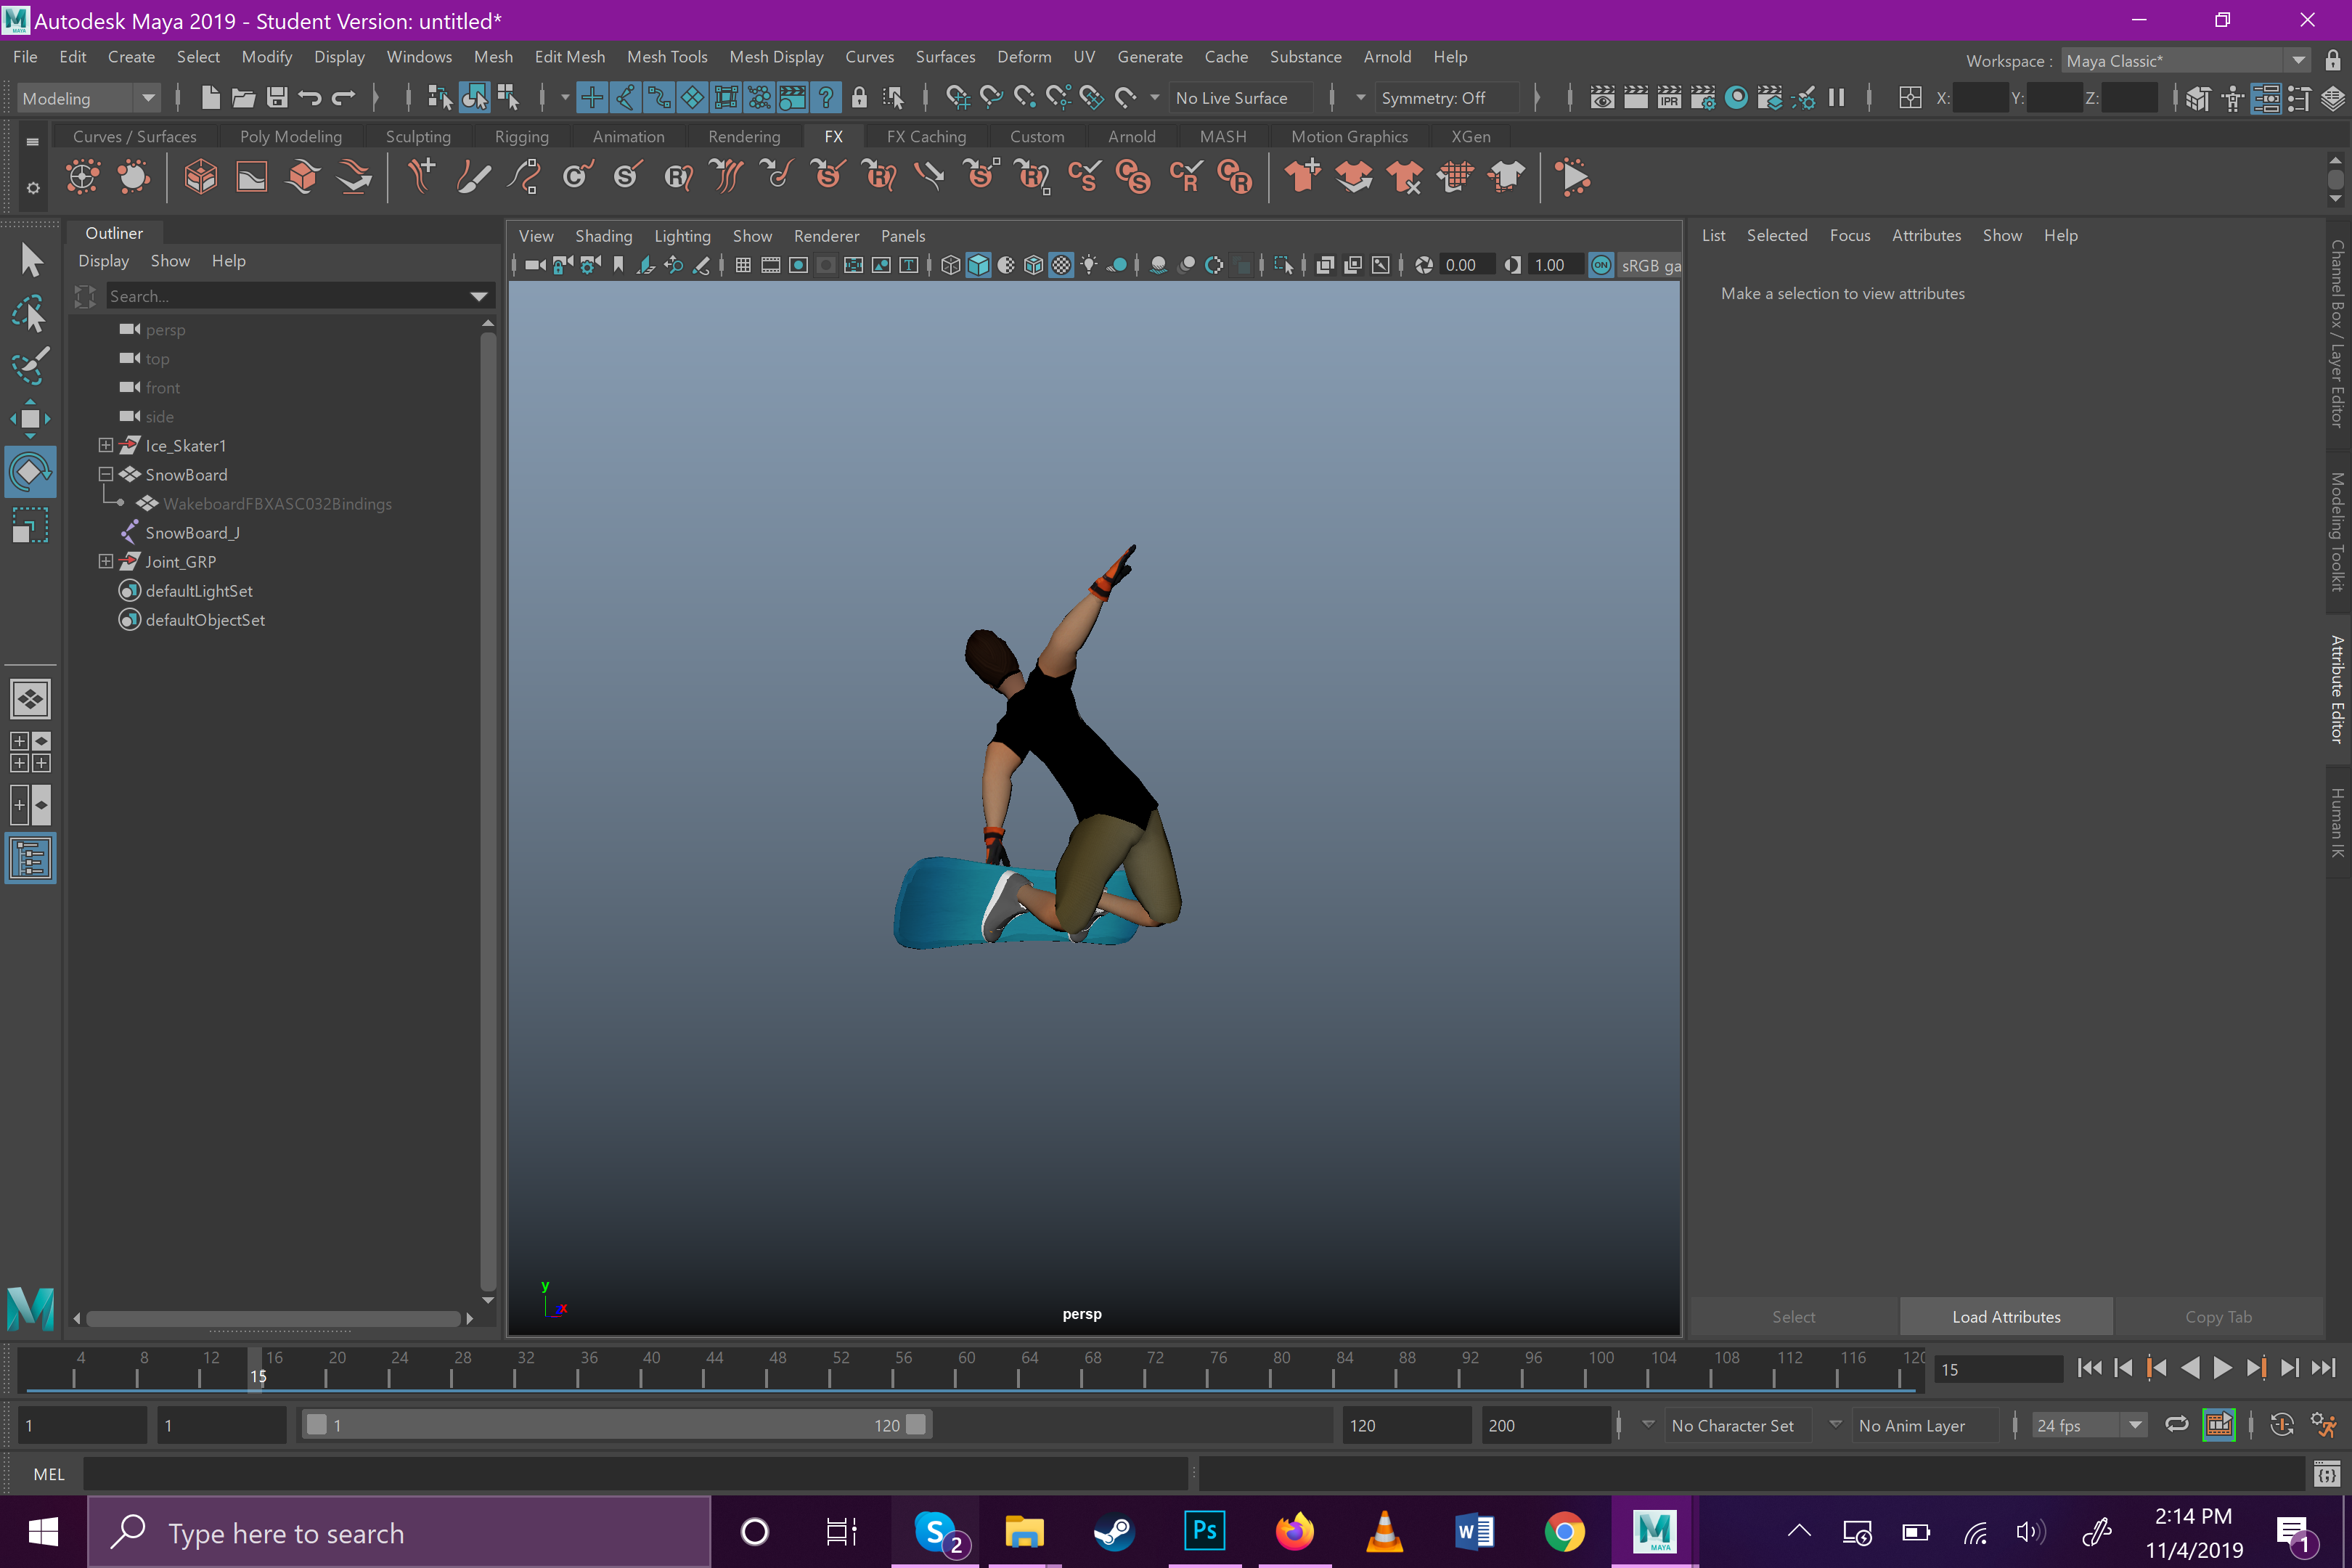 Autodesk Maya 2019 - Student Version: untitled*
File Edit Create Select Modify Display Windows Mesh Edit Mesh Mesh Tools Mesh Display Curves Surfaces Deform UV Generate Cache Substance Arnold Help
Workspace : Maya Classic*
Modeling No Live Surface Symmetry: Off IPR X: Y: Z:
Curves / Surfaces Poly Modeling Sculpting Rigging Animation Rendering FX FX Caching Custom Arnold MASH Motion Graphics XGen
Outliner
Display Show Help
Search...
persp
top
front
side
Ice_Skater1
SnowBoard
WakeboardFBXASC032Bindings
SnowBoard_J
Joint_GRP
defaultLightSet
defaultObjectSet
View Shading Lighting Show Renderer Panels
0.00 1.00 ON sRGB ga
y
x
persp
List Selected Focus Attributes Show Help
Make a selection to view attributes
Channel Box / Layer Editor
Modeling Toolkit
Attribute Editor
Human IK
Select Load Attributes Copy Tab
4 8 12 16 20 24 28 32 36 40 44 48 52 56 60 64 68 72 76 80 84 88 92 96 100 104 108 112 116 120
15
15
1 1 1 120 120 200 No Character Set No Anim Layer 24 fps
MEL
Type here to search
S 2 Ps W M MAYA
2:14 PM
11/4/2019
1